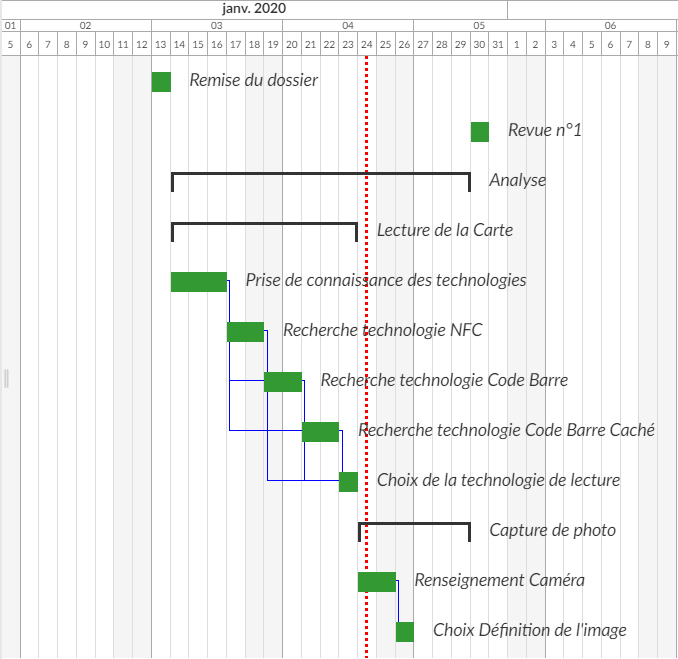 janv. 2020
01 02 03 04 05 06
5 6 7 8 9 10 11 12 13 14 15 16 17 18 19 20 21 22 23 24 25 26 27 28 29 30 31 1 2 3 4 5 6 7 8 9
Remise du dossier
Revue n°1
Analyse
Lecture de la Carte
Prise de connaissance des technologies
Recherche technologie NFC
Recherche technologie Code Barre
Recherche technologie Code Barre Caché
Choix de la technologie de lecture
Capture de photo
Renseignement Caméra
Choix Définition de l'image